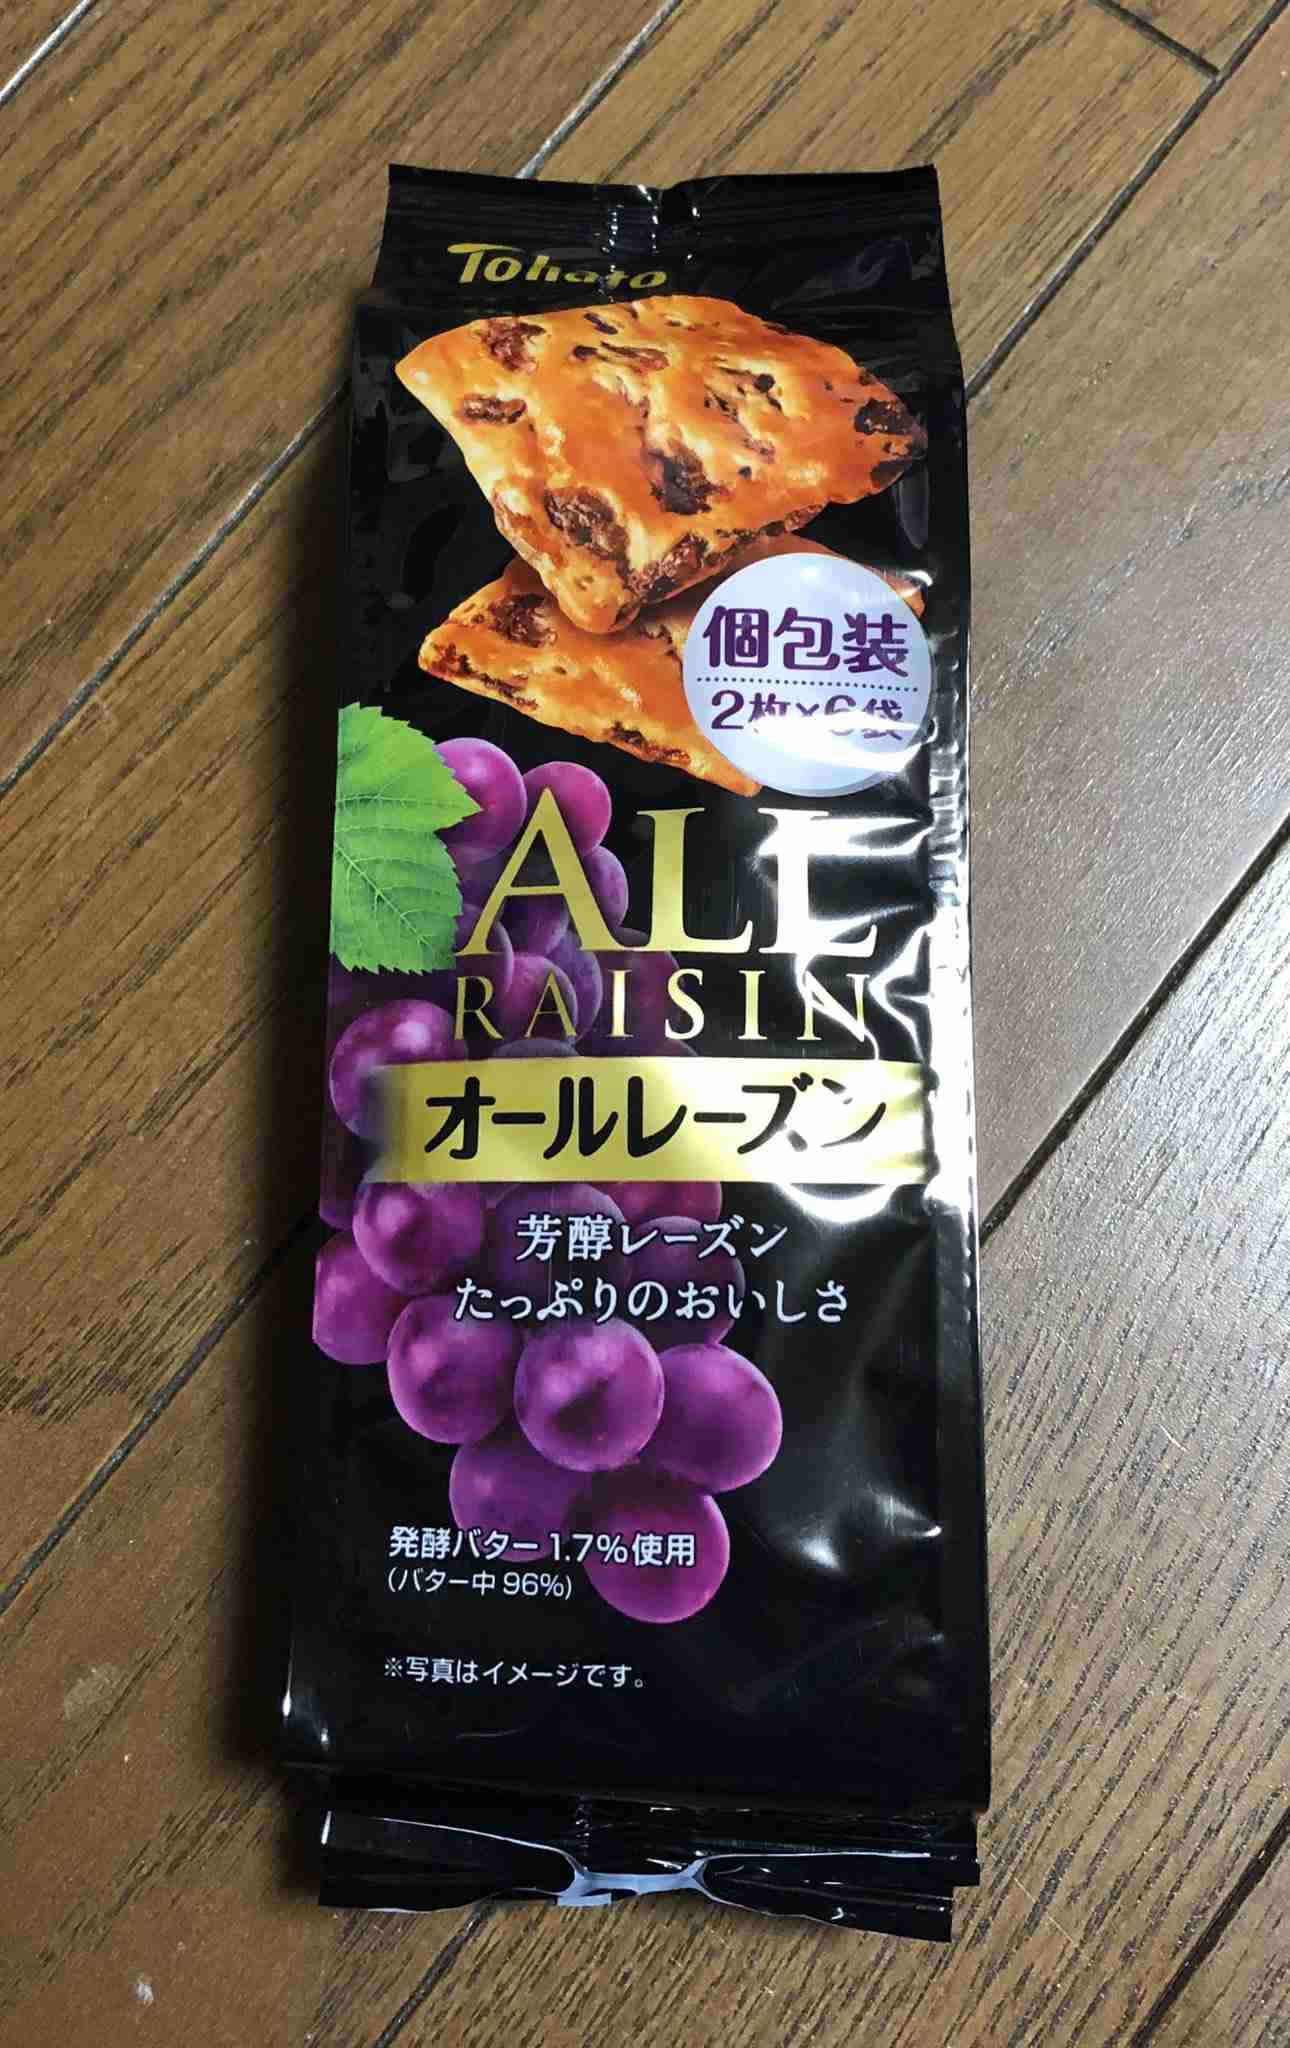 Tohato
個包装
2枚×6袋
ALL
RAISIN
オールレーズン
芳醇レーズン
たっぷりのおいしさ
発酵バター1.7%使用
(バター中96%)
※写真はイメージです。